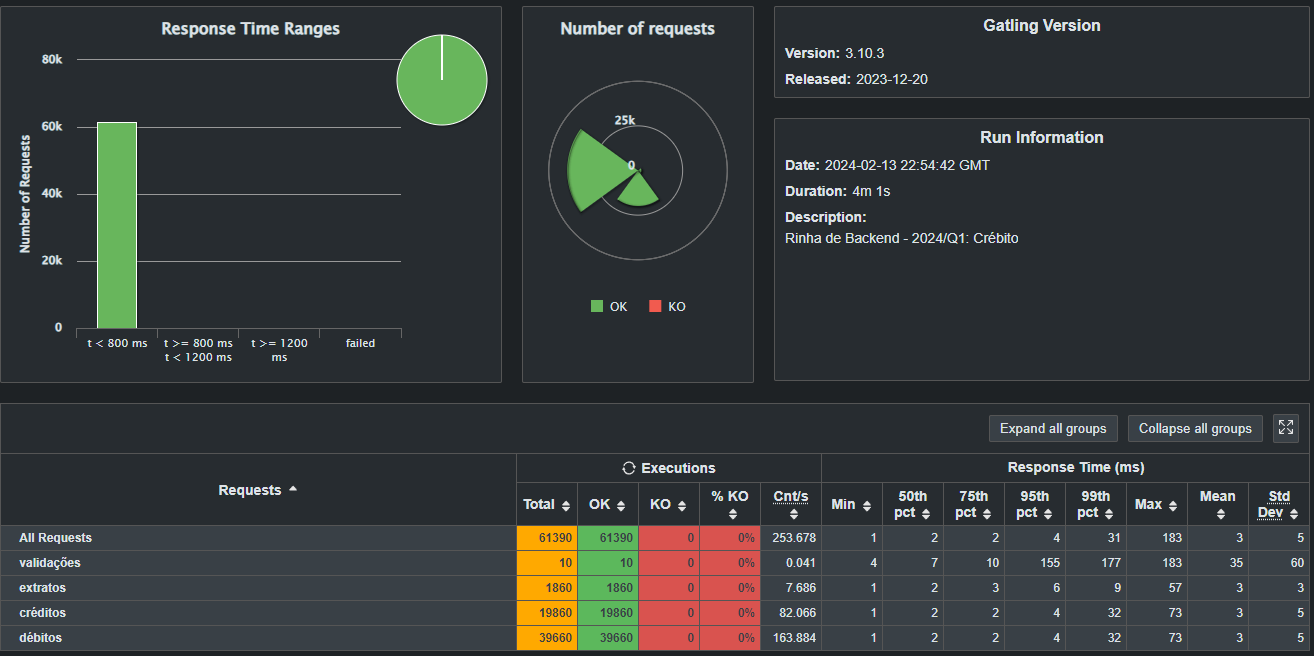 Response Time Ranges
80k
60k
40k
20k
0
Number of Requests
t < 800 ms
t >= 800 ms
t < 1200 ms
t >= 1200
ms
failed
Number of requests
25k
0
OK
KO
Gatling Version
Version: 3.10.3
Released: 2023-12-20
Run Information
Date: 2024-02-13 22:54:42 GMT
Duration: 4m 1s
Description:
Rinha de Backend - 2024/Q1: Crébito
Expand all groups Collapse all groups
Requests
Executions Response Time (ms)
Total OK KO % KO Cnt/s Min 50th pct 75th pct 95th pct 99th pct Max Mean Std Dev
All Requests 61390 61390 0 0% 253.678 1 2 2 4 31 183 3 5
validações 10 10 0 0% 0.041 4 7 10 155 177 183 35 60
extratos 1860 1860 0 0% 7.686 1 2 3 6 9 57 3 3
créditos 19860 19860 0 0% 82.066 1 2 2 4 32 73 3 5
débitos 39660 39660 0 0% 163.884 1 2 2 4 32 73 3 5